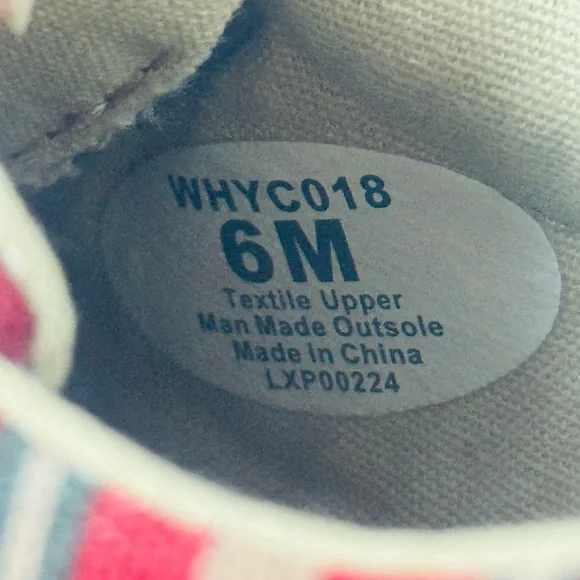 WHYC018
6M
Textile Upper
Man Made Outsole
Made in China
LXP00224